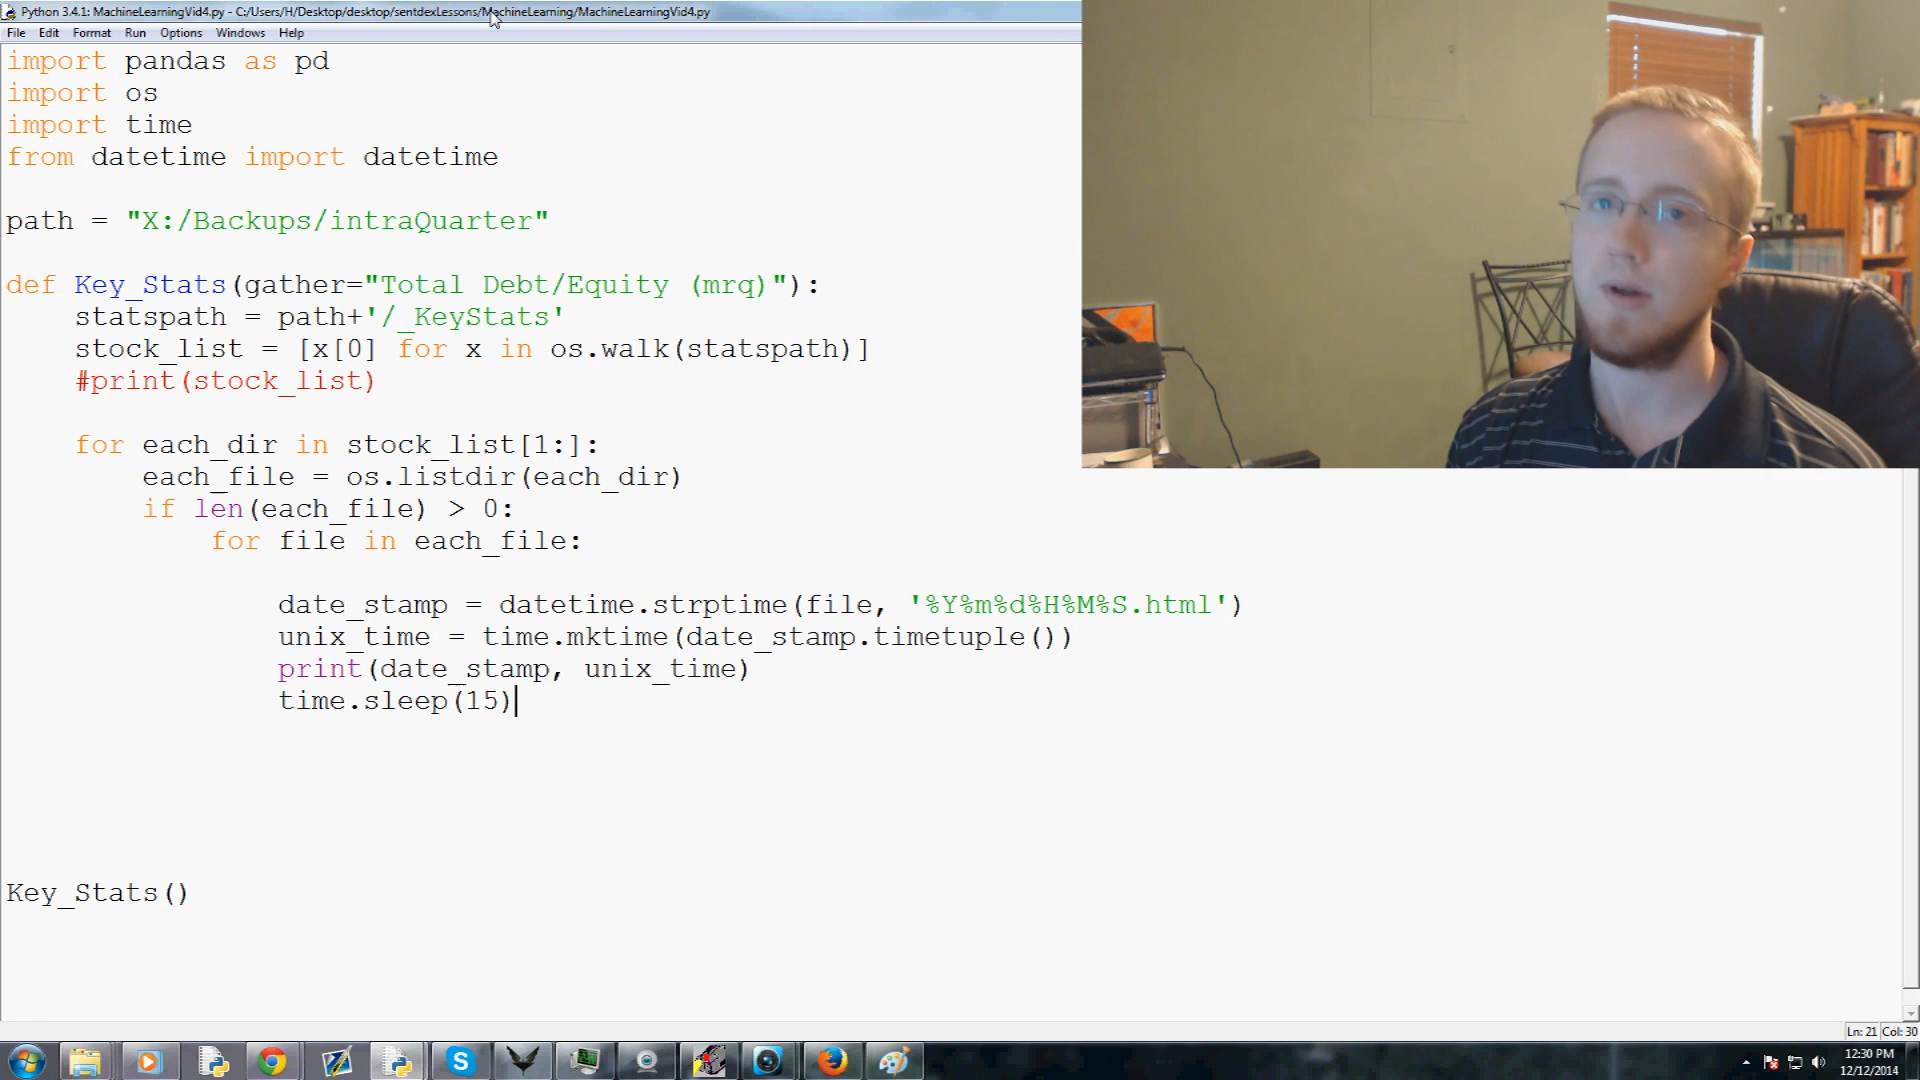 Python 3.4.1: MachineLearningVid4.py - C:/Users/H/Desktop/desktop/sentdexLessons/MachineLearning/MachineLearningVid4.py
File Edit Format Run Options Windows Help
import pandas as pd
import os
import time
from datetime import datetime
path = "X:/Backups/intraQuarter"
def Key_Stats(gather="Total Debt/Equity (mrq)"):
    statspath = path+'/_KeyStats'
    stock_list = [x[0] for x in os.walk(statspath)]
    #print(stock_list)
    for each_dir in stock_list[1:]:
        each_file = os.listdir(each_dir)
        if len(each_file) > 0:
            for file in each_file:
                date_stamp = datetime.strptime(file, '%Y%m%d%H%M%S.html')
                unix_time = time.mktime(date_stamp.timetuple())
                print(date_stamp, unix_time)
                time.sleep(15)
Key_Stats()
Ln: 21 Col: 30
12:30 PM
12/12/2014